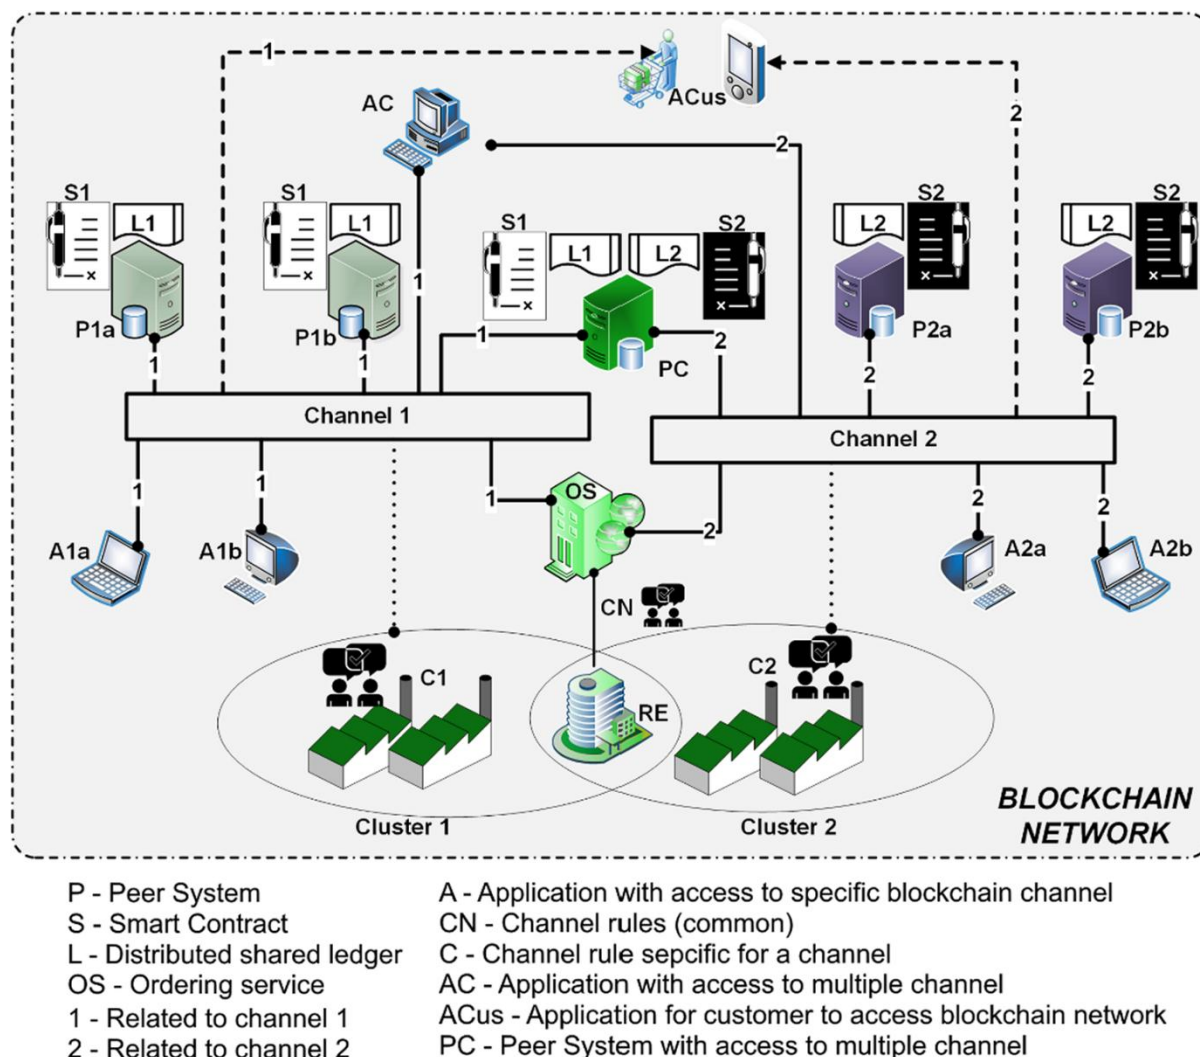 1
ACus
AC
2
2
S1
L1
S1
L1
S1
L1
L2
S2
L2
S2
L2
S2
1
P1a
P1b
1
PC
2
P2a
P2b
1
1
2
2
Channel 1
Channel 2
1
1
1
OS
2
2
2
A1a
A1b
A2a
A2b
CN
C1
C2
RE
Cluster 1
Cluster 2
BLOCKCHAIN
NETWORK
P - Peer System
S - Smart Contract
L - Distributed shared ledger
OS - Ordering service
1 - Related to channel 1
2 - Related to channel 2
A - Application with access to specific blockchain channel
CN - Channel rules (common)
C - Channel rule sepcific for a channel
AC - Application with access to multiple channel
ACus - Application for customer to access blockchain network
PC - Peer System with access to multiple channel